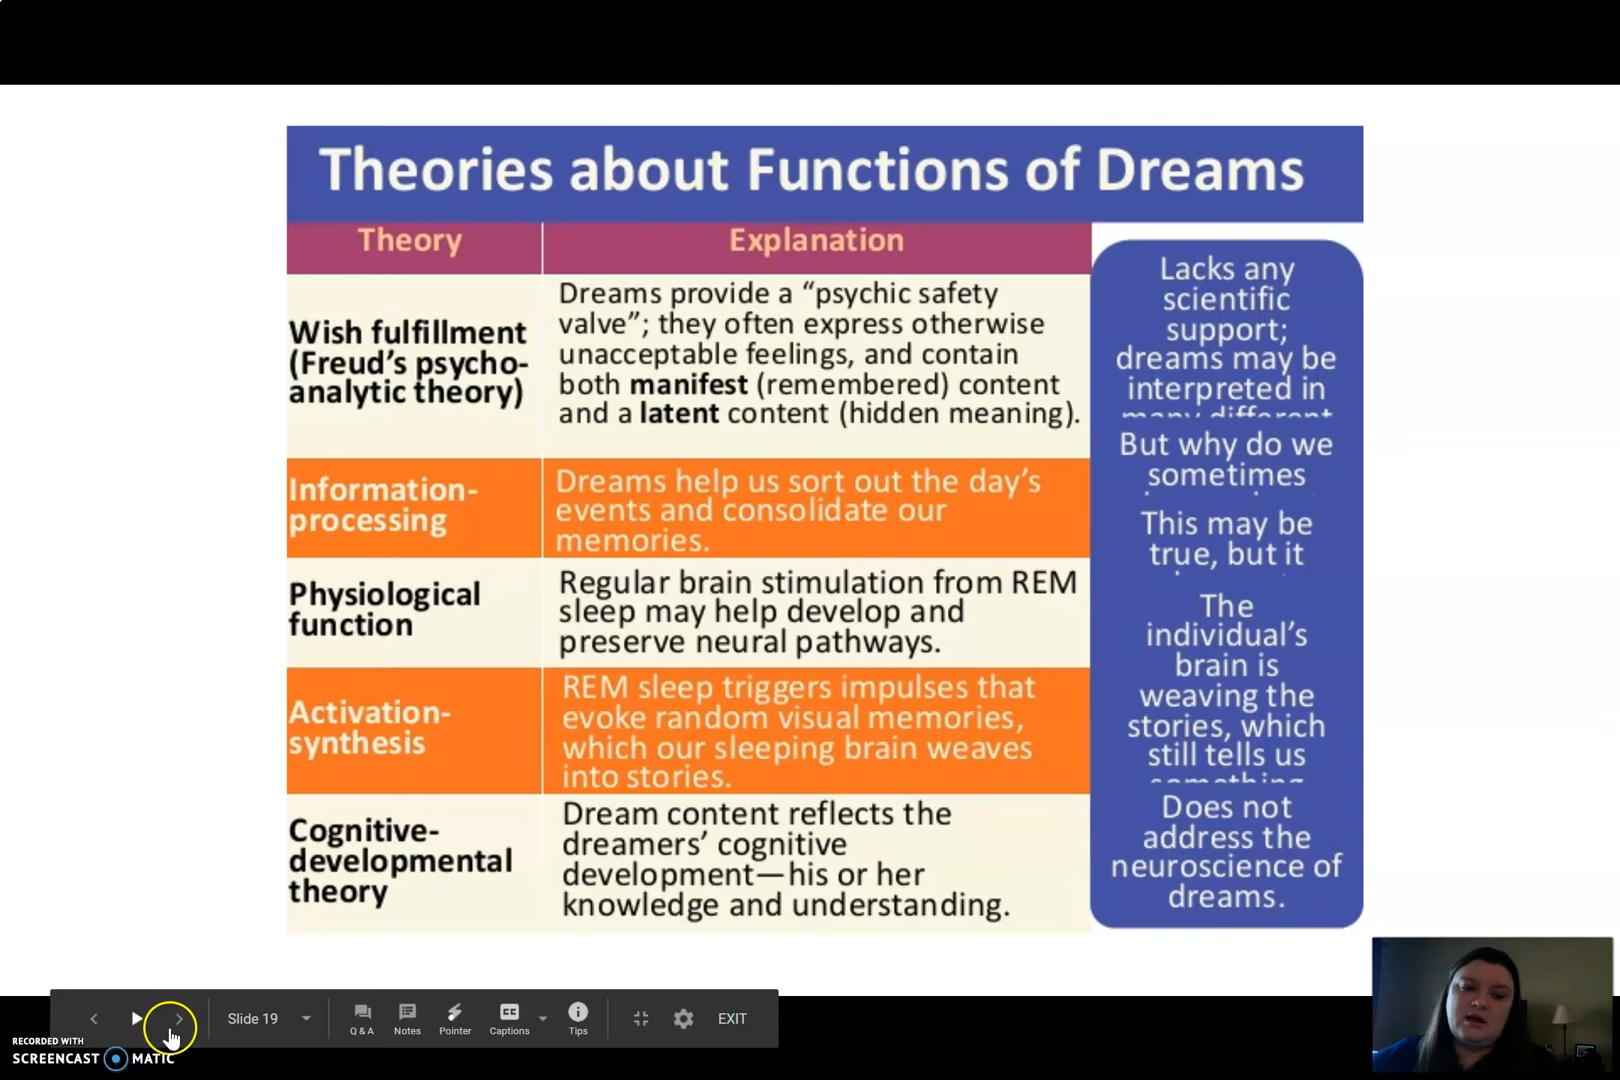 Theories about Functions of Dreams
Theory
Explanation
Wish fulfillment
(Freud’s psycho-
analytic theory)
Dreams provide a “psychic safety
valve”; they often express otherwise
unacceptable feelings, and contain
both manifest (remembered) content
and a latent content (hidden meaning).
Lacks any
scientific
support;
dreams may be
interpreted in
many different
Information-
processing
Dreams help us sort out the day’s
events and consolidate our
memories.
But why do we
sometimes
Physiological
function
Regular brain stimulation from REM
sleep may help develop and
preserve neural pathways.
This may be
true, but it
Activation-
synthesis
REM sleep triggers impulses that
evoke random visual memories,
which our sleeping brain weaves
into stories.
The
individual’s
brain is
weaving the
stories, which
still tells us
something
Cognitive-
developmental
theory
Dream content reflects the
dreamers’ cognitive
development—his or her
knowledge and understanding.
Does not
address the
neuroscience of
dreams.
Slide 19
Q & A
Notes
Pointer
Captions
Tips
EXIT
RECORDED WITH
SCREENCAST MATIC